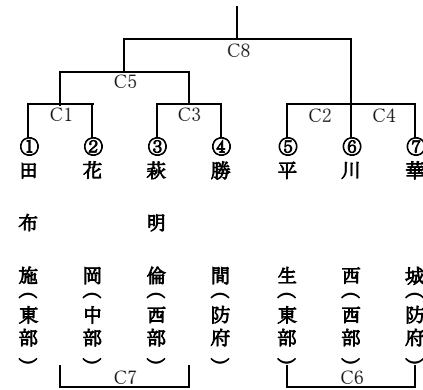 C8
C5
C1
C3
C2
C4
①田布施(東部)
②花岡(中部)
③萩明倫(西部)
④勝間(防府)
⑤平生(東部)
⑥川西(西部)
⑦華城(防府)
C7
C6